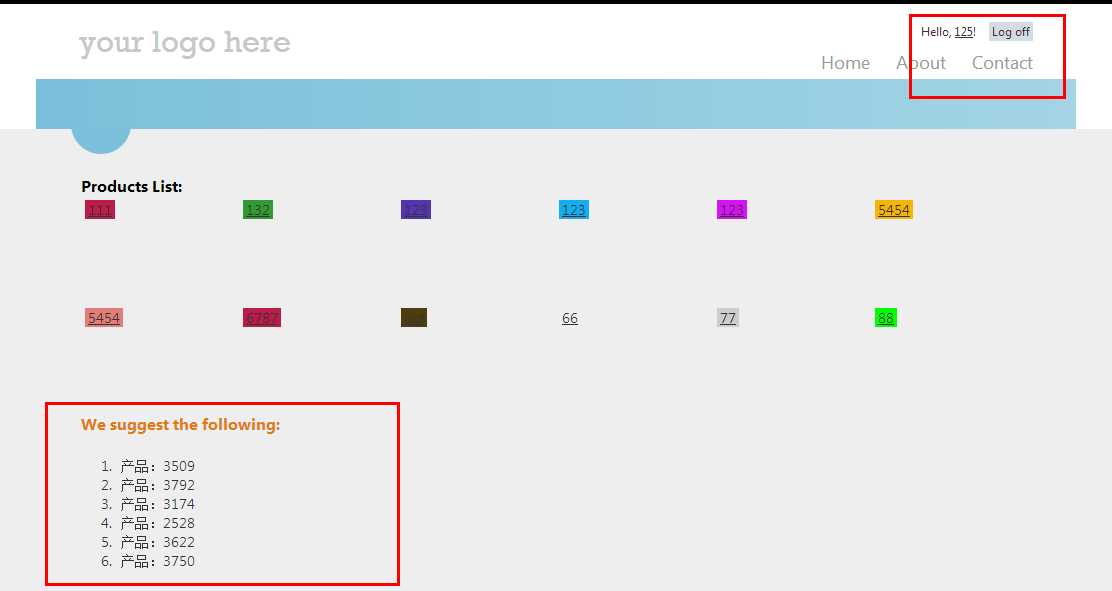 your logo here
Hello, 125! Log off
Home About Contact
Products List:
111 132 123 123 123 5454
5454 6787 66 77 88
We suggest the following:
1. 产品：3509
2. 产品：3792
3. 产品：3174
4. 产品：2528
5. 产品：3622
6. 产品：3750